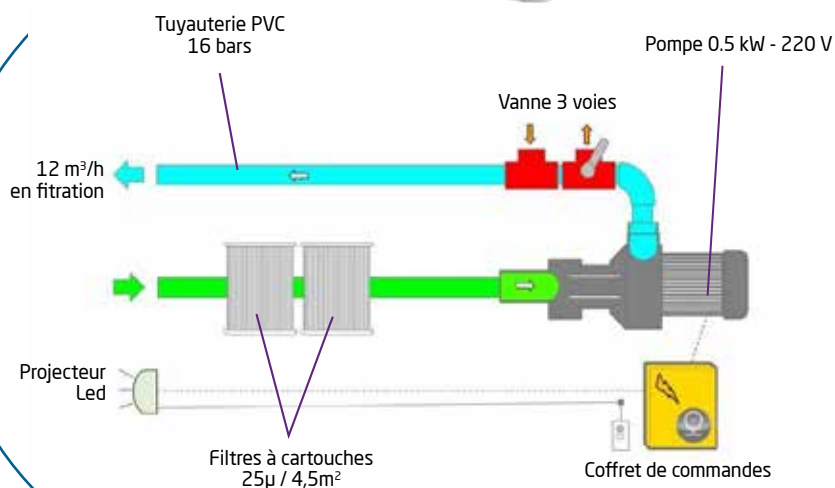 Tuyauterie PVC
16 bars
Pompe 0.5 kW - 220 V
Vanne 3 voies
12 m³/h
en fitration
Projecteur
Led
Filtres à cartouches
25µ / 4,5m²
Coffret de commandes